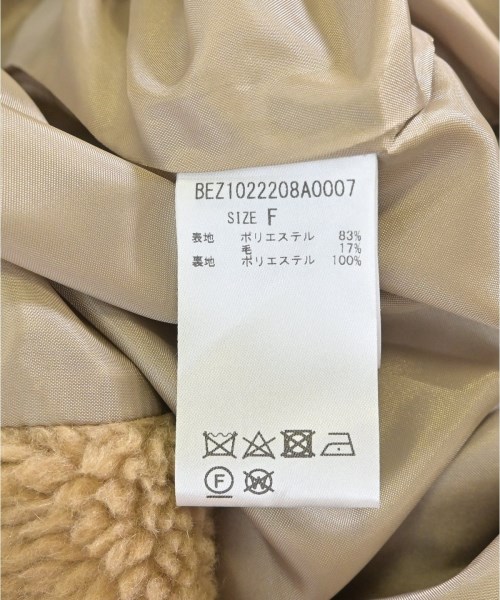 BEZ1022208A0007
SIZE F
表地 ポリエステル 83%
毛 17%
裏地 ポリエステル 100%
F
W